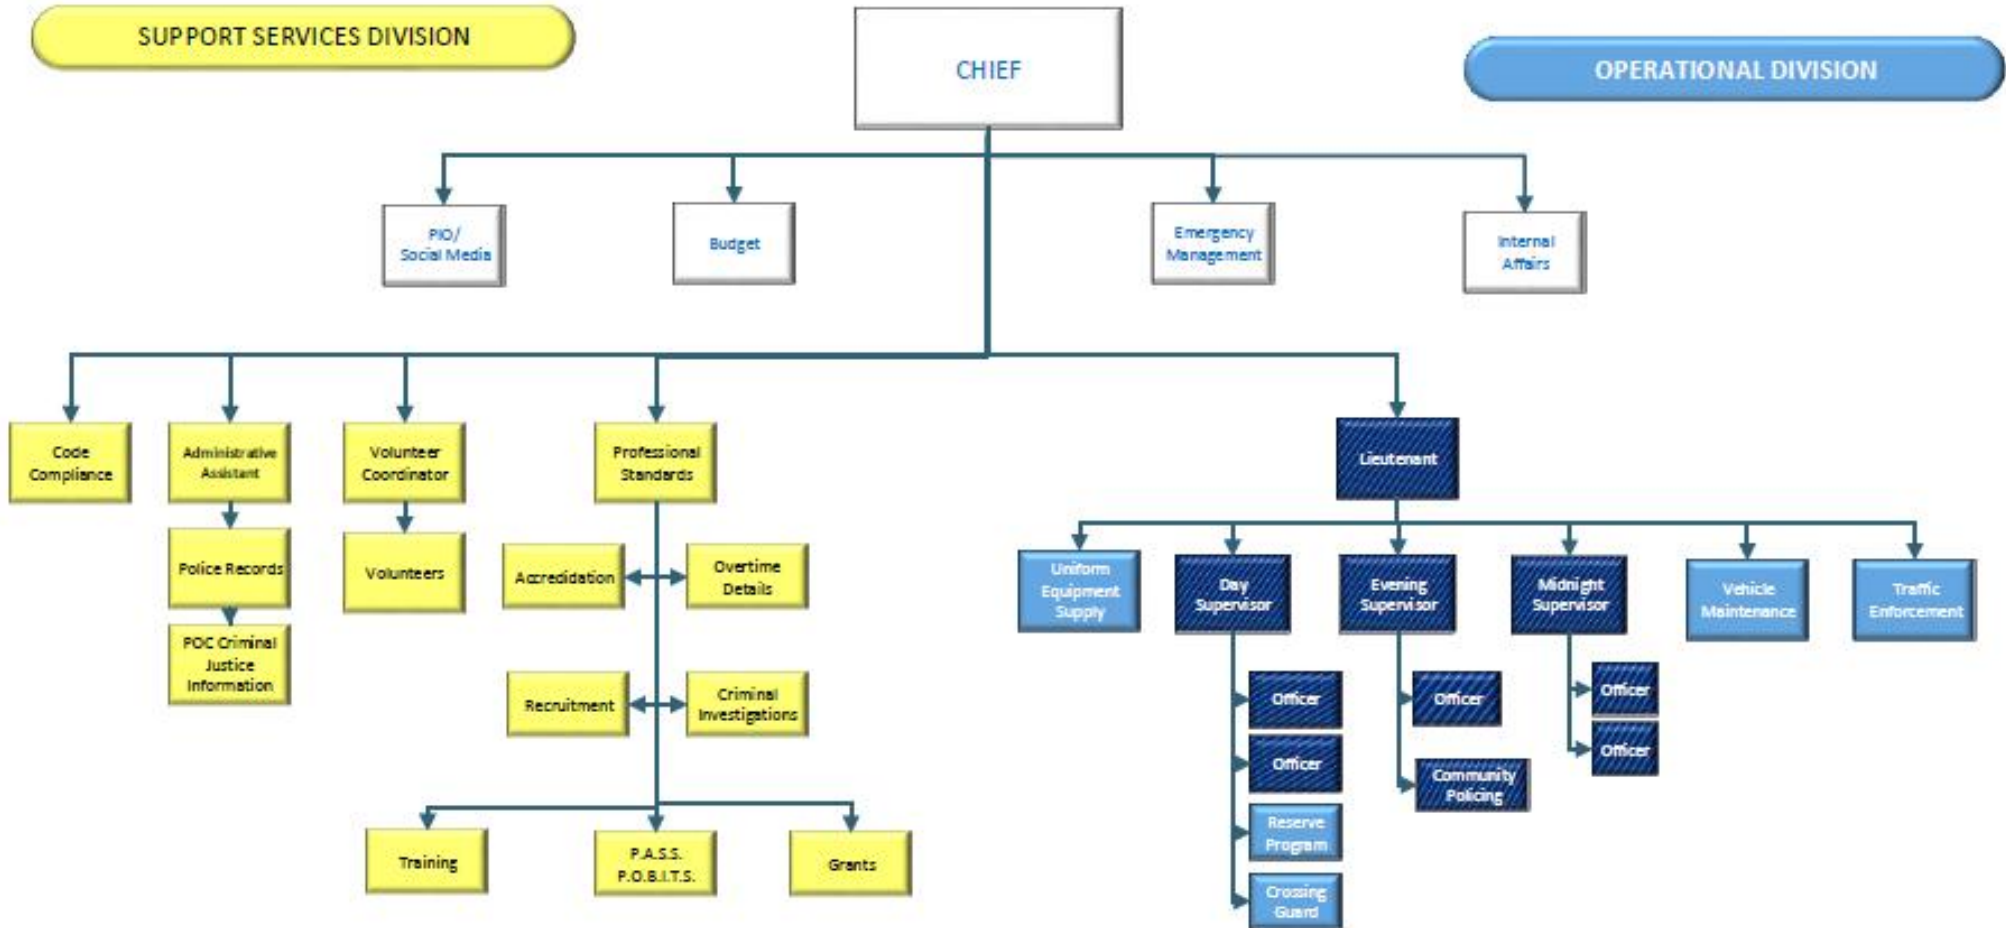 SUPPORT SERVICES DIVISION
CHIEF
OPERATIONAL DIVISION
PIO/
Social Media
Budget
Emergency
Management
Internal
Affairs
Code
Compliance
Administrative
Assistant
Volunteer
Coordinator
Professional
Standards
Lieutenant
Police Records
Volunteers
Accredidation
Overtime
Details
Uniform
Equipment
Supply
Day
Supervisor
Evening
Supervisor
Midnight
Supervisor
Vehicle
Maintenance
Traffic
Enforcement
POC Criminal
Justice
Information
Recruitment
Criminal
Investigations
Officer
Officer
Officer
Officer
Officer
Community
Policing
Reserve
Program
Crossing
Guard
Training
P.A.S.S.
P.O.B.I.T.S.
Grants